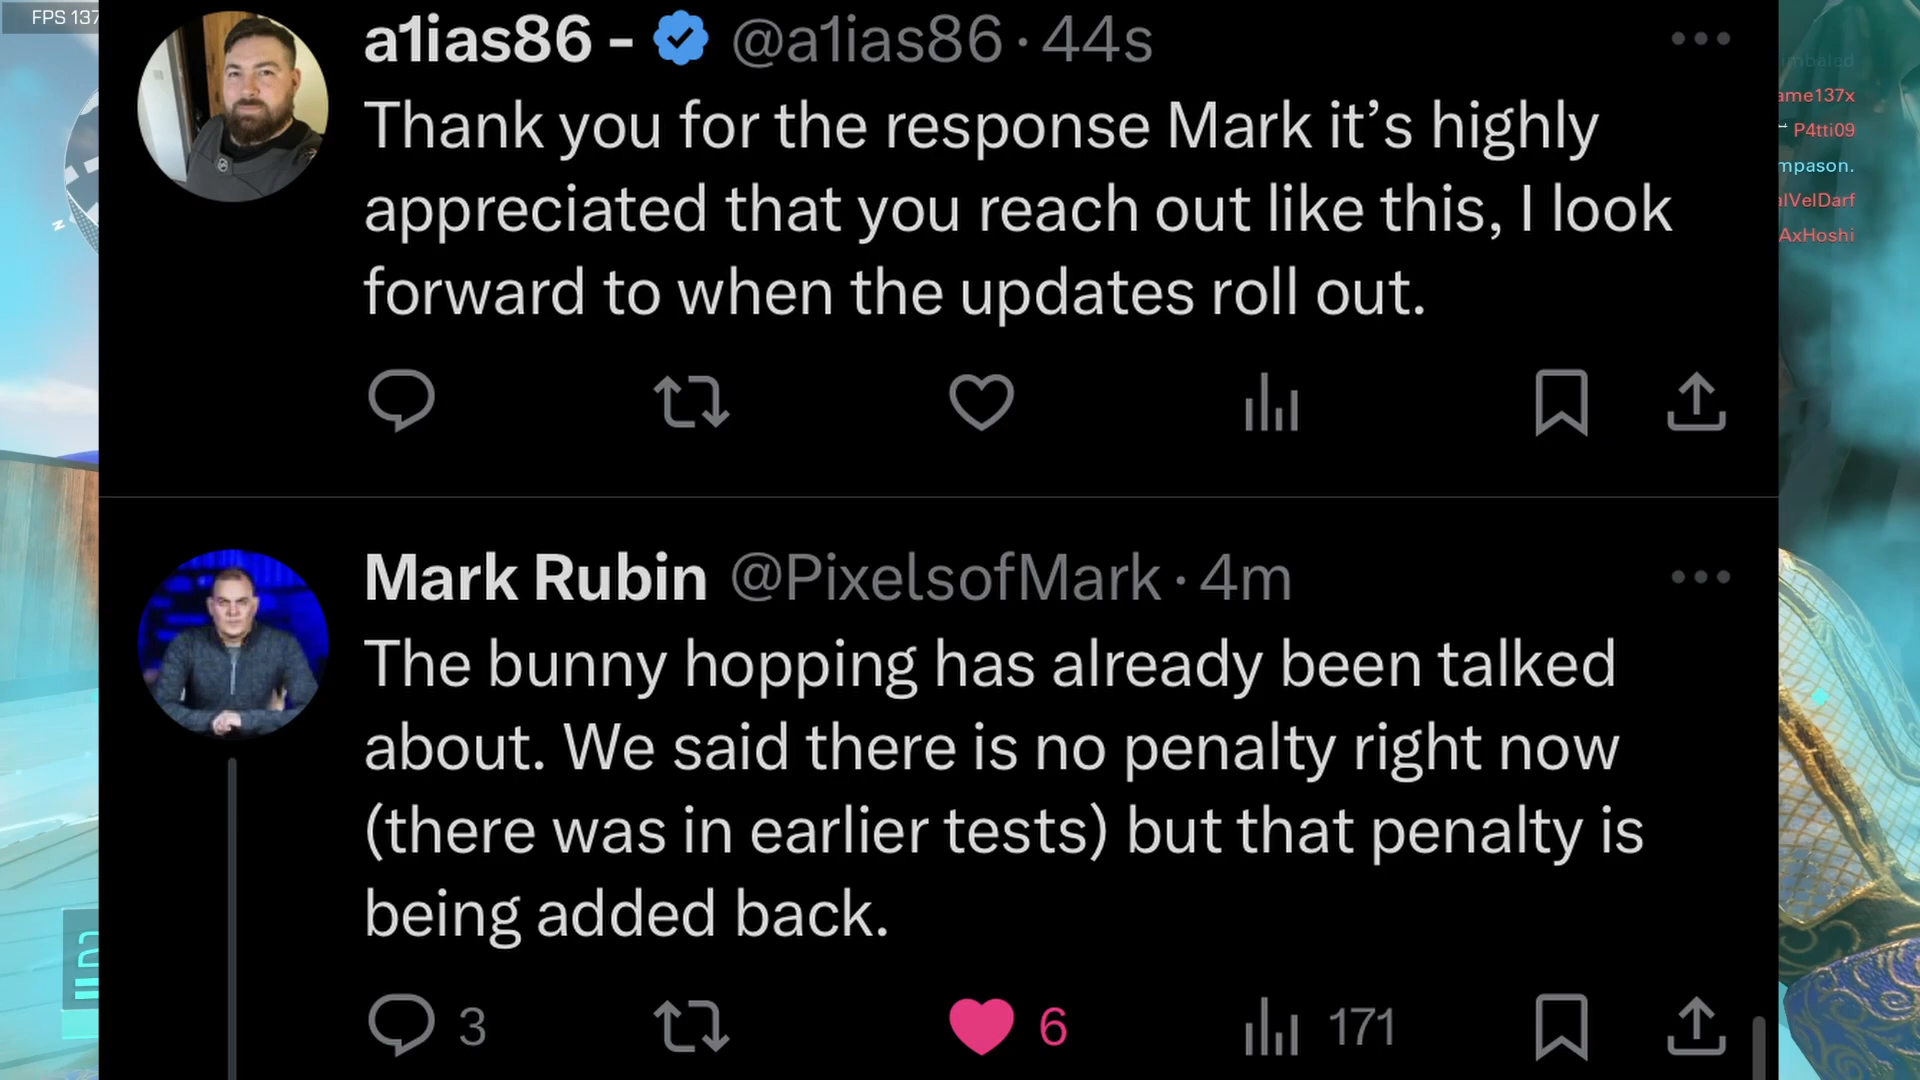 FPS 137
a1ias86 - @a1ias86 · 44s
Thank you for the response Mark it’s highly
appreciated that you reach out like this, I look
forward to when the updates roll out.
Mark Rubin @PixelsofMark · 4m
The bunny hopping has already been talked
about. We said there is no penalty right now
(there was in earlier tests) but that penalty is
being added back.
3 6 171
imbaled
ame137x
P4tti09
mpason.
alVelDarf
AxHoshi
N